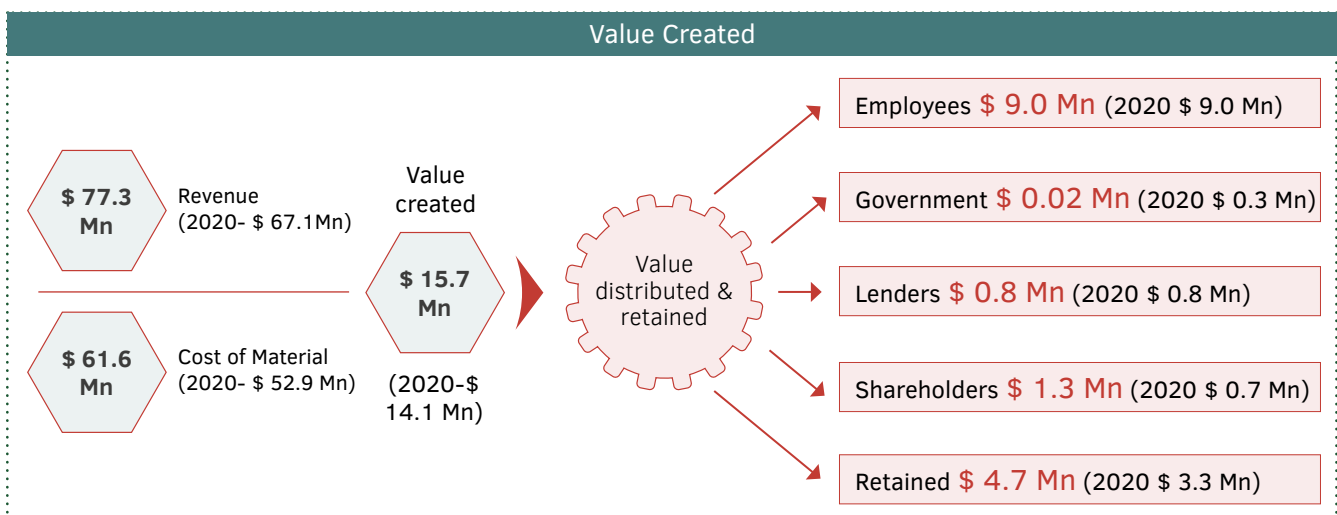 Value Created
$ 77.3
Mn
Revenue
(2020- $ 67.1Mn)
$ 61.6
Mn
Cost of Material
(2020- $ 52.9 Mn)
Value
created
$ 15.7
Mn
(2020-$
14.1 Mn)
Value
distributed &
retained
Employees $ 9.0 Mn (2020 $ 9.0 Mn)
Government $ 0.02 Mn (2020 $ 0.3 Mn)
Lenders $ 0.8 Mn (2020 $ 0.8 Mn)
Shareholders $ 1.3 Mn (2020 $ 0.7 Mn)
Retained $ 4.7 Mn (2020 $ 3.3 Mn)